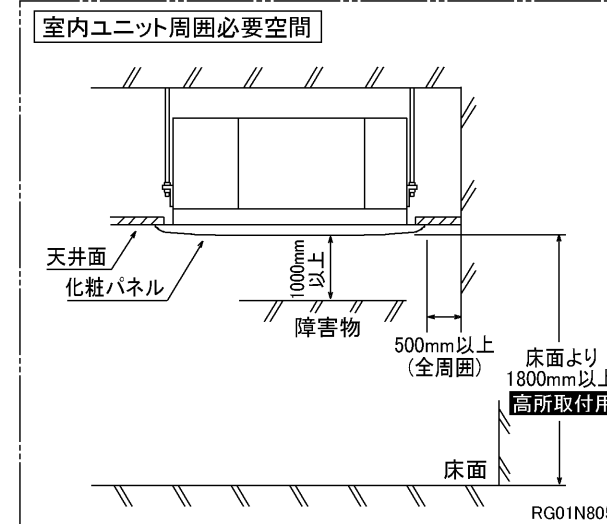 室内ユニット周囲必要空間
天井面
化粧パネル
1000mm
以上
障害物
500mm以上
(全周囲)
床面より
1800mm以上
高所取付用
床面
RG01N805